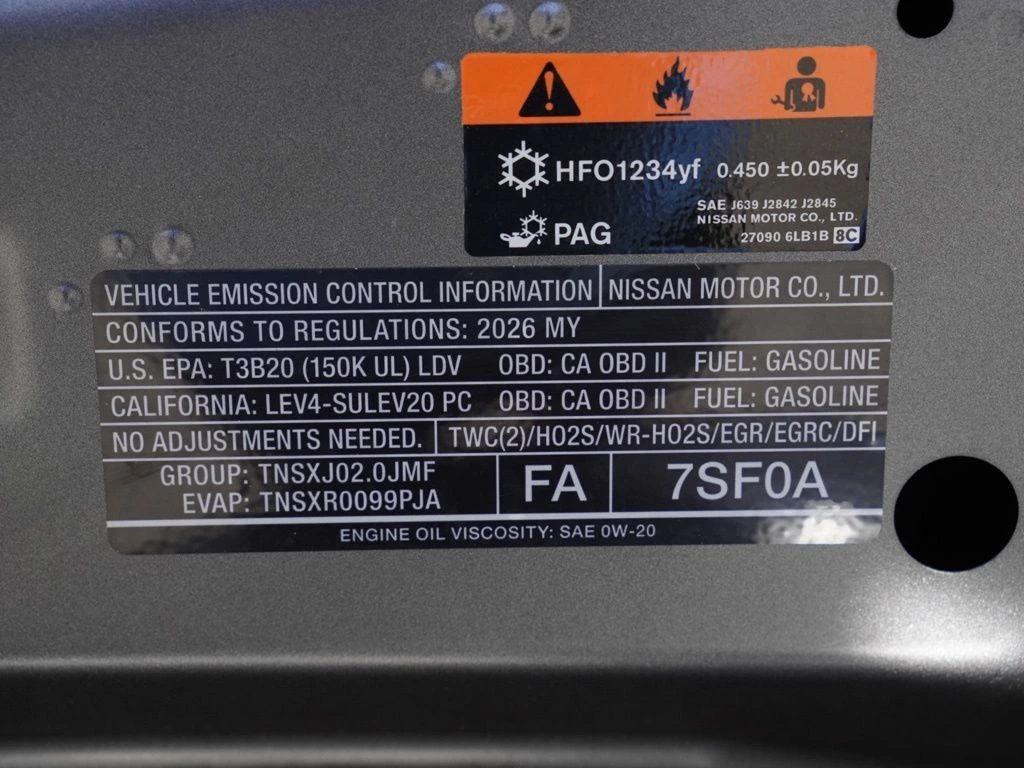 HFO1234yf 0.450 ±0.05Kg
SAE J639 J2842 J2845
NISSAN MOTOR CO., LTD.
PAG
27090 6LB1B 8C
VEHICLE EMISSION CONTROL INFORMATION NISSAN MOTOR CO., LTD.
CONFORMS TO REGULATIONS: 2026 MY
U.S. EPA: T3B20 (150K UL) LDV OBD: CA OBD II FUEL: GASOLINE
CALIFORNIA: LEV4-SULEV20 PC OBD: CA OBD II FUEL: GASOLINE
NO ADJUSTMENTS NEEDED. TWC(2)/HO2S/WR-HO2S/EGR/EGRC/DFI
GROUP: TNSXJ02.0JMF
EVAP: TNSXR0099PJA
FA 7SF0A
ENGINE OIL VISCOSITY: SAE 0W-20